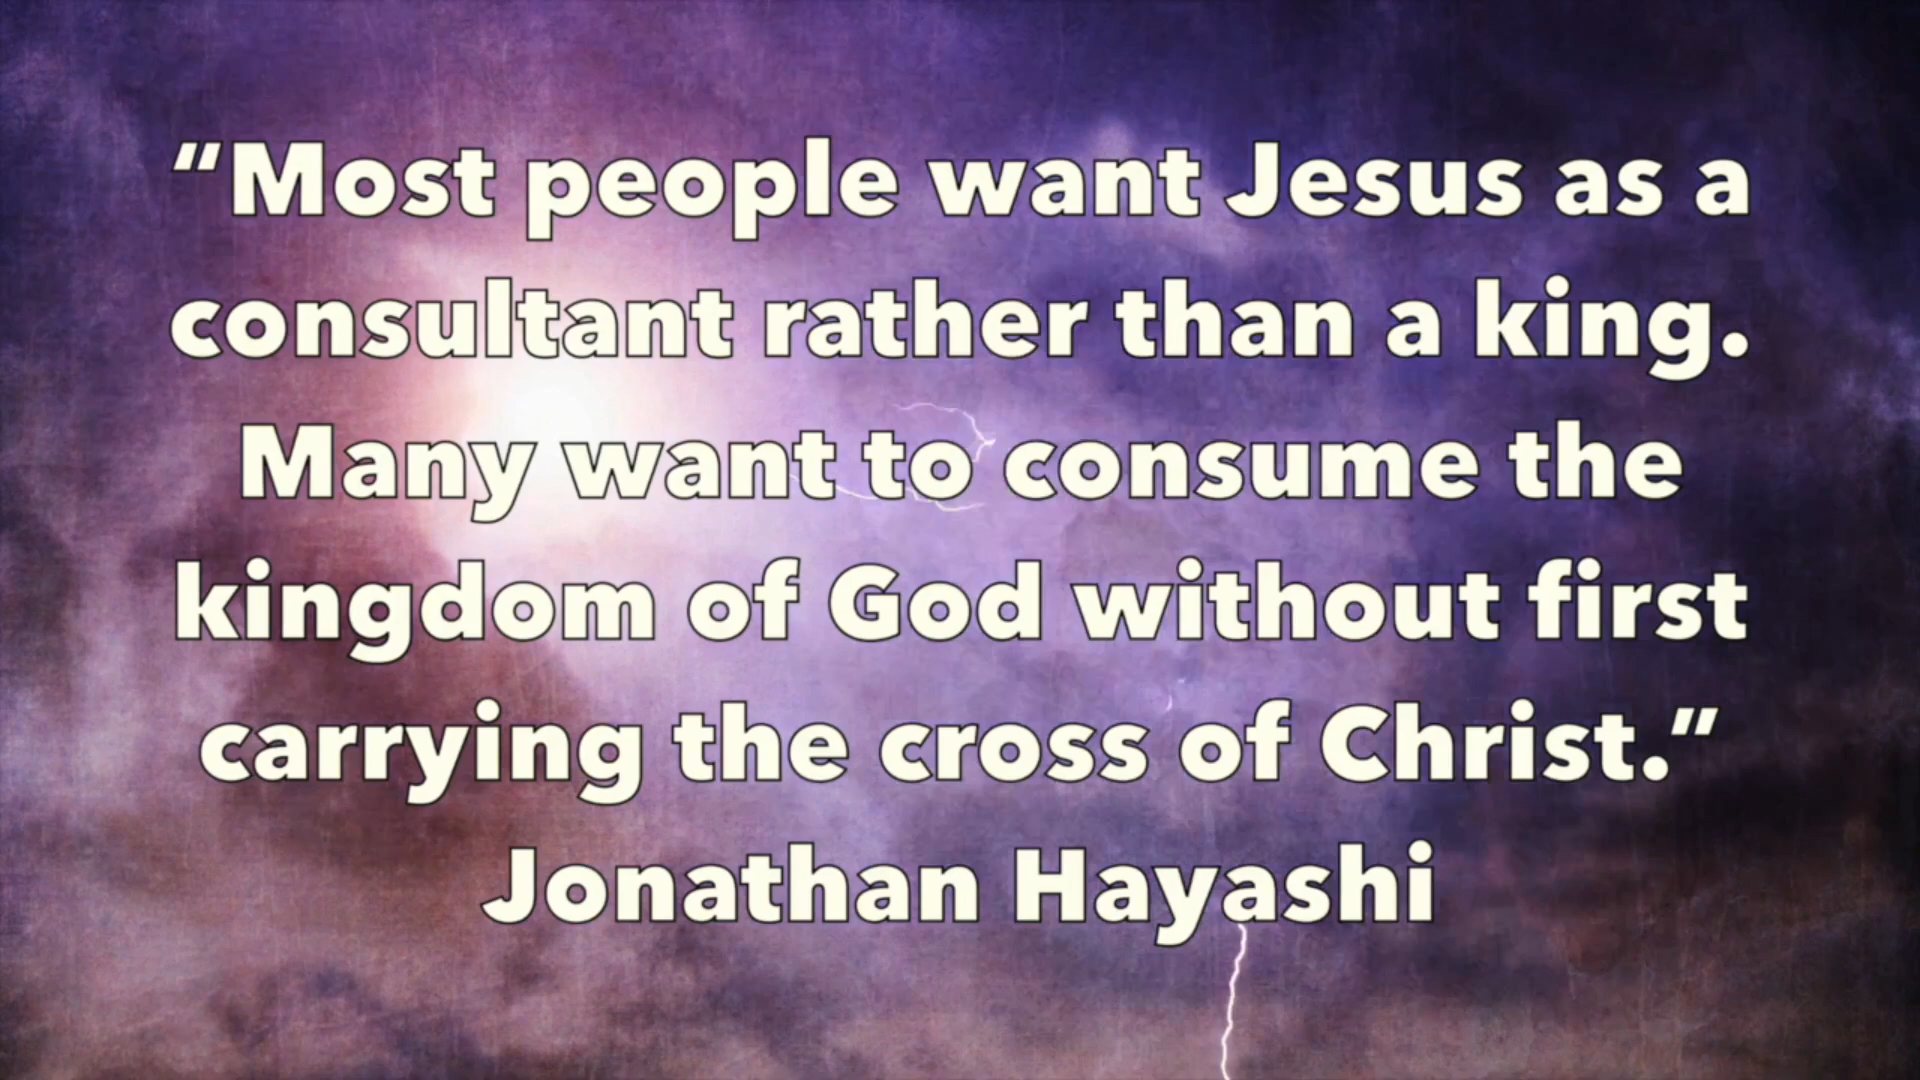 “Most people want Jesus as a
consultant rather than a king.
Many want to consume the
kingdom of God without first
carrying the cross of Christ.”
Jonathan Hayashi